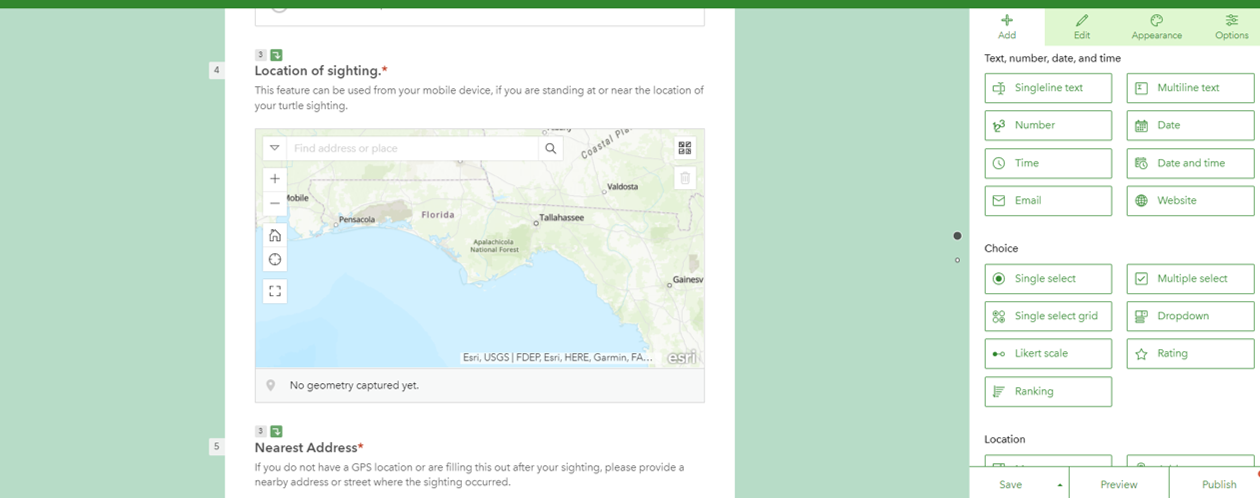 3
4
Location of sighting.*
This feature can be used from your mobile device, if you are standing at or near the location of
your turtle sighting.
Find address or place
Coastal Pla
Valdosta
Mobile
Pensacola
Florida
Tallahassee
Apalachicola
National Forest
Gainesv
Esri, USGS | FDEP, Esri, HERE, Garmin, FA...
esri
No geometry captured yet.
3
5
Nearest Address*
If you do not have a GPS location or are filling this out after your sighting, please provide a
nearby address or street where the sighting occurred.
Add
Edit
Appearance
Options
Text, number, date, and time
Singleline text
Multiline text
Number
Date
Time
Date and time
Email
Website
Choice
Single select
Multiple select
Single select grid
Dropdown
Likert scale
Rating
Ranking
Location
Save
Preview
Publish